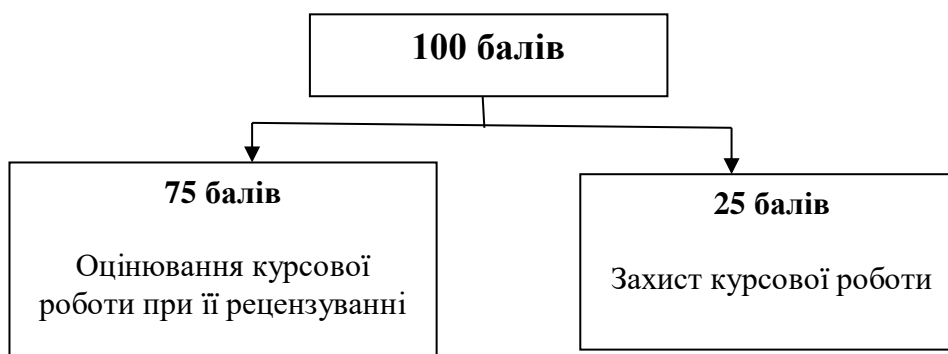 100 балів
75 балів
Оцінювання курсової
роботи при її рецензуванні
25 балів
Захист курсової роботи